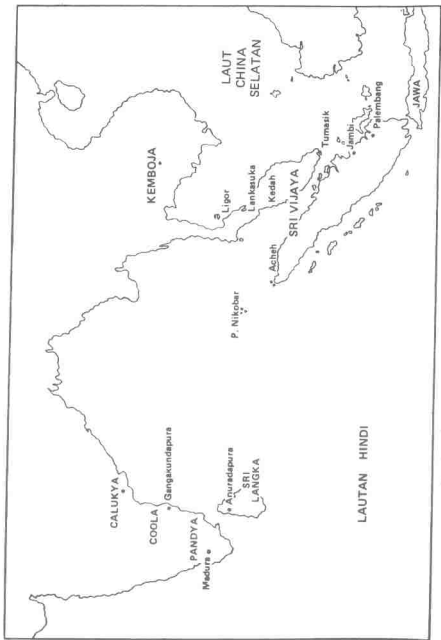 LAUT
CHINA
SELATAN
KEMBOJA
Ligor
Lankasuka
Kedah
SRI VIJAYA
Tumasik
Jambi
Palembang
JAWA
Acheh
P. Nikobar
CALUKYA
COOLA
Gangakundapura
PANDYA
Madura
Anuradapura
SRI
LANGKA
LAUTAN HINDI